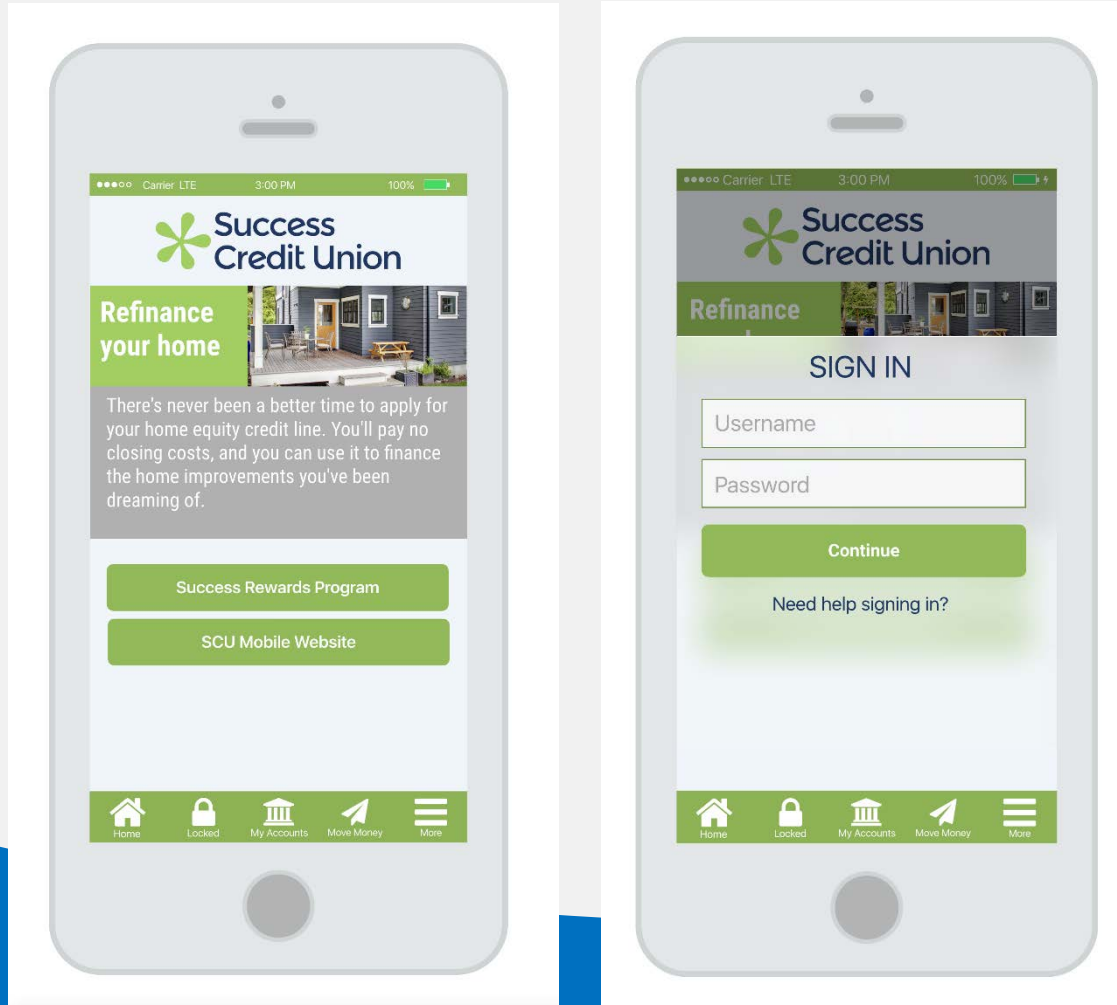 Carrier LTE 3:00 PM 100%
Success
Credit Union
Refinance
your home
There's never been a better time to apply for
your home equity credit line. You'll pay no
closing costs, and you can use it to finance
the home improvements you've been
dreaming of.
Success Rewards Program
SCU Mobile Website
Home Locked My Accounts Move Money More
Carrier LTE 3:00 PM 100%
Success
Credit Union
Refinance
SIGN IN
Username
Password
Continue
Need help signing in?
Home Locked My Accounts Move Money More